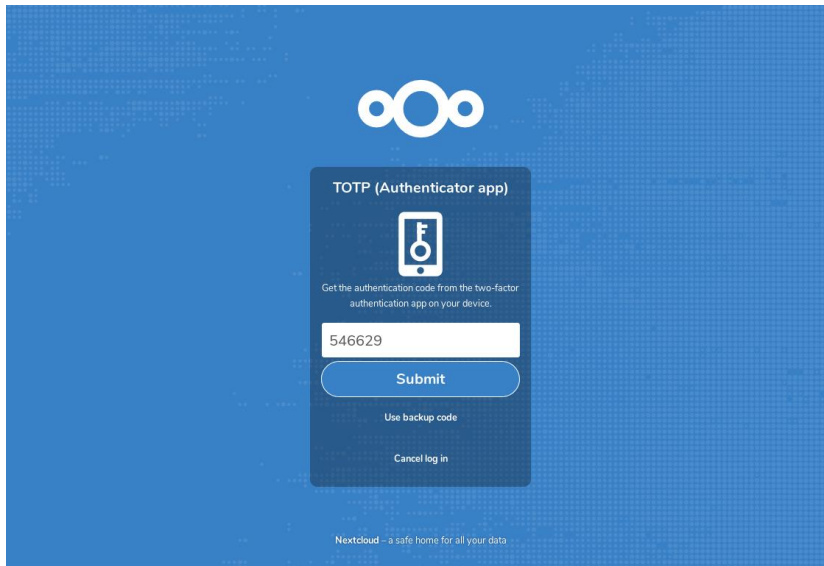 TOTP (Authenticator app)
Get the authentication code from the two-factor
authentication app on your device.
546629
Submit
Use backup code
Cancel log in
Nextcloud – a safe home for all your data